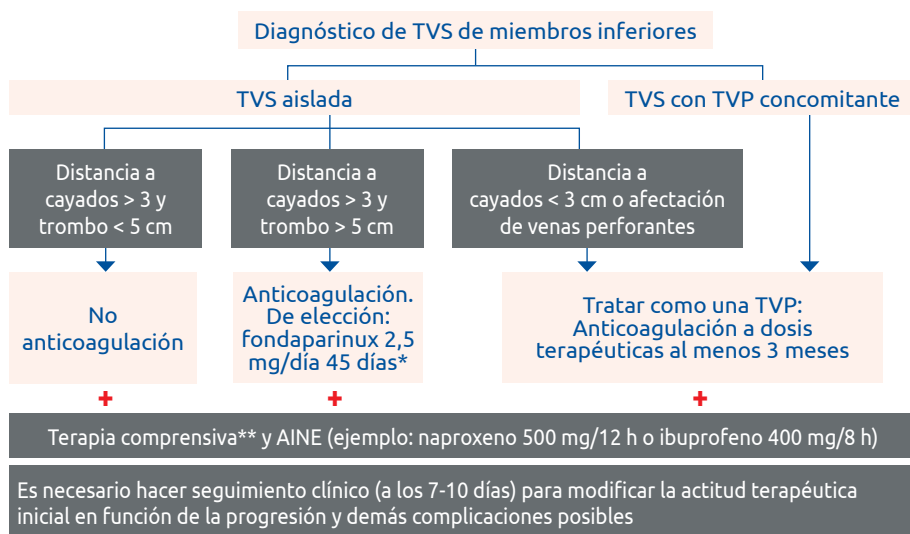 Diagnóstico de TVS de miembros inferiores
TVS aislada
TVS con TVP concomitante
Distancia a
cayados > 3 y
trombo < 5 cm
Distancia a
cayados > 3 y
trombo > 5 cm
Distancia a
cayados < 3 cm o afectación
de venas perforantes
No
anticoagulación
Anticoagulación.
De elección:
fondaparinux 2,5
mg/día 45 días*
Tratar como una TVP:
Anticoagulación a dosis
terapéuticas al menos 3 meses
+
+
+
Terapia comprensiva** y AINE (ejemplo: naproxeno 500 mg/12 h o ibuprofeno 400 mg/8 h)
Es necesario hacer seguimiento clínico (a los 7-10 días) para modificar la actitud terapéutica
inicial en función de la progresión y demás complicaciones posibles